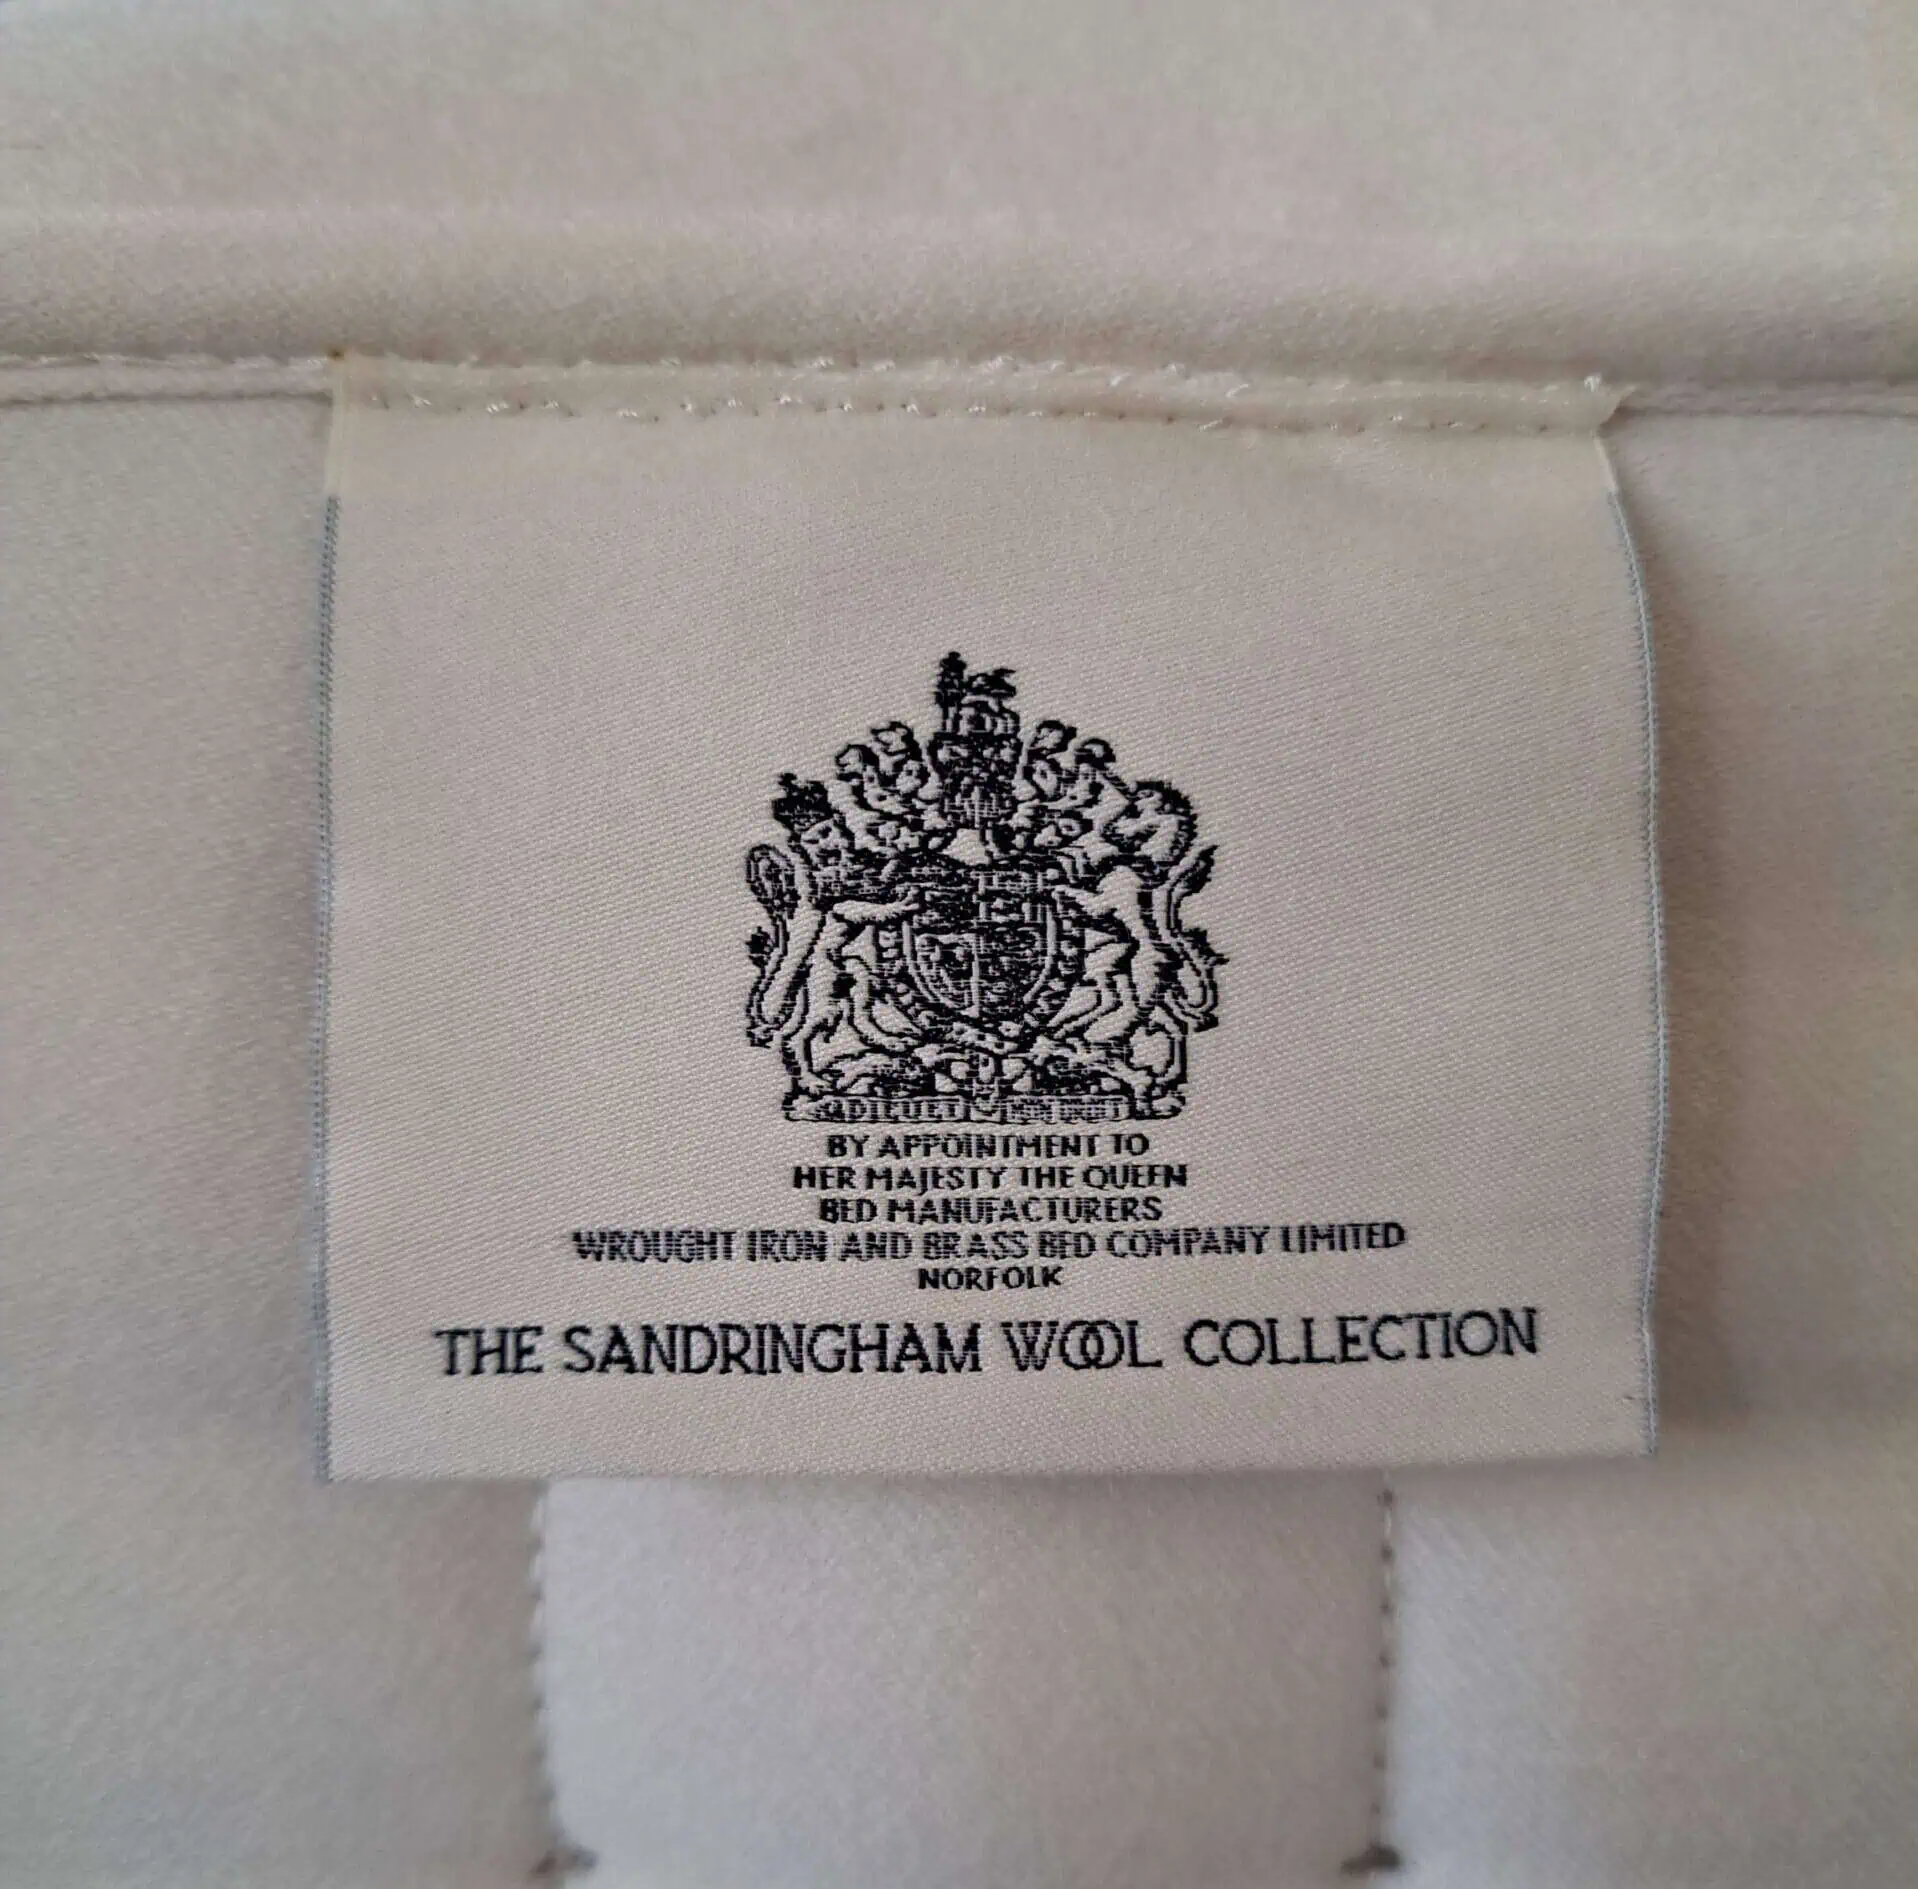 BY APPOINTMENT TO
HER MAJESTY THE QUEEN
BED MANUFACTURERS
WROUGHT IRON AND BRASS BED COMPANY LIMITED
NORFOLK
THE SANDRINGHAM WOOL COLLECTION